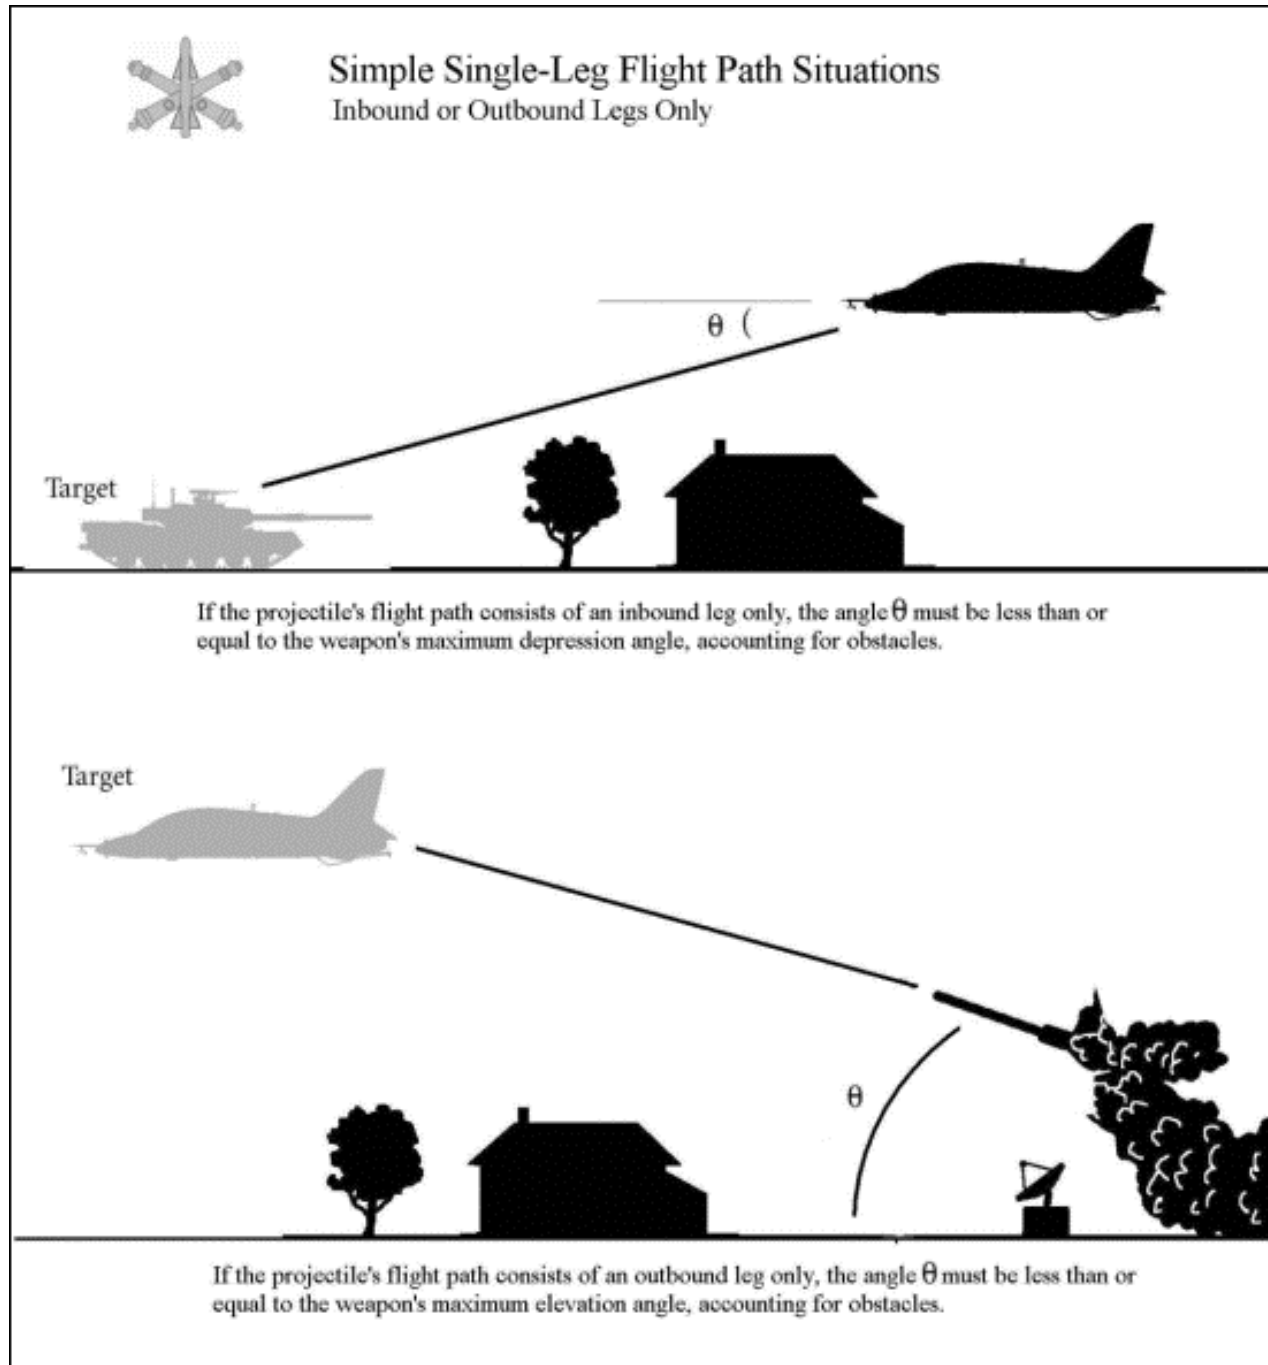 Simple Single-Leg Flight Path Situations
Inbound or Outbound Legs Only
θ (
Target
If the projectile's flight path consists of an inbound leg only, the angle θ must be less than or
equal to the weapon's maximum depression angle, accounting for obstacles.
Target
θ
If the projectile's flight path consists of an outbound leg only, the angle θ must be less than or
equal to the weapon's maximum elevation angle, accounting for obstacles.